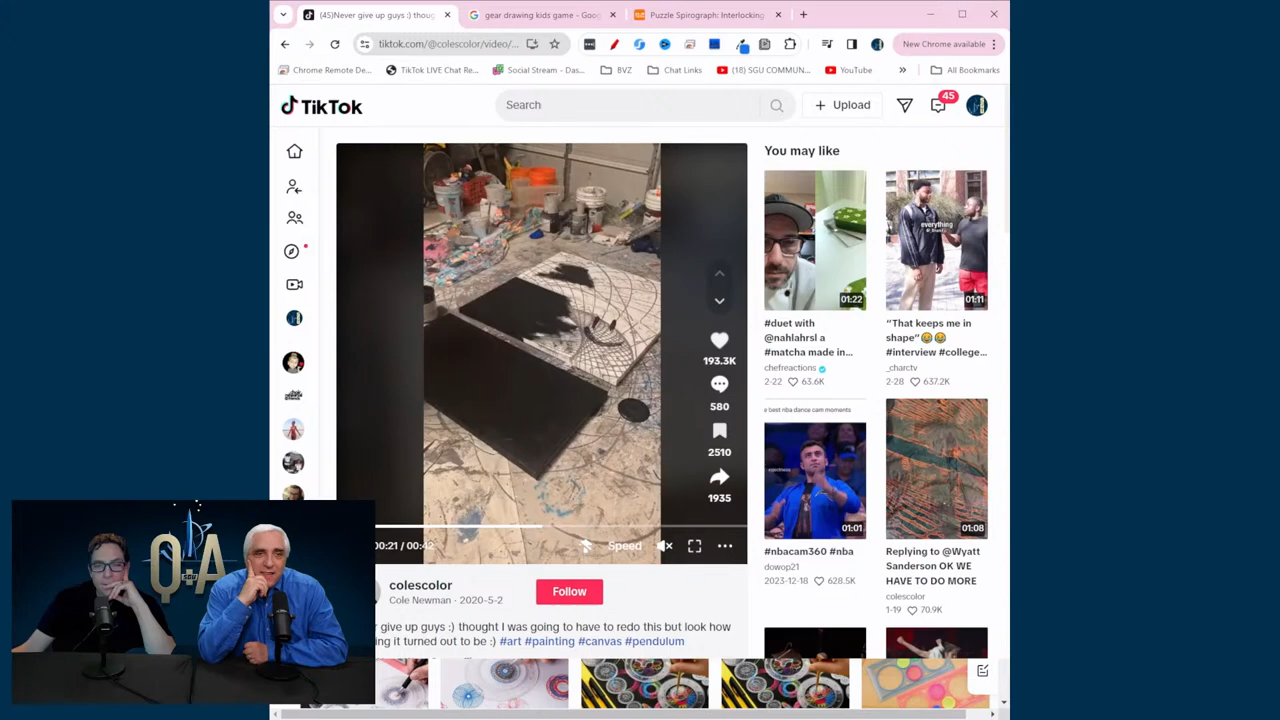 (45)Never give up guys :) thoug
gear drawing kids game - Goog
Puzzle Spirograph: Interlocking
tiktok.com/@colescolor/video/...
New Chrome available
Chrome Remote De...
TikTok LIVE Chat Re...
Social Stream - Das...
BVZ
Chat Links
(18) SGU COMMUN...
YouTube
All Bookmarks
TikTok
Search
Upload
45
You may like
everything
01:22
01:11
#duet with
@nahlahrsl a
#matcha made in...
chefreactions
2-22 63.6K
"That keeps me in
shape"😂😂
#interview #college...
_charctv
2-28 637.2K
193.3K
580
2510
1935
e best nba dance cam moments
01:01
01:08
#nbacam360 #nba
dowop21
2023-12-18 628.5K
Replying to @Wyatt
Sanderson OK WE
HAVE TO DO MORE
colescolor
1-19 70.9K
00:21 / 00:42
Speed
colescolor
Cole Newman · 2020-5-2
Follow
r give up guys :) thought I was going to have to redo this but look how
ing it turned out to be :) #art #painting #canvas #pendulum
Q+A
SGU